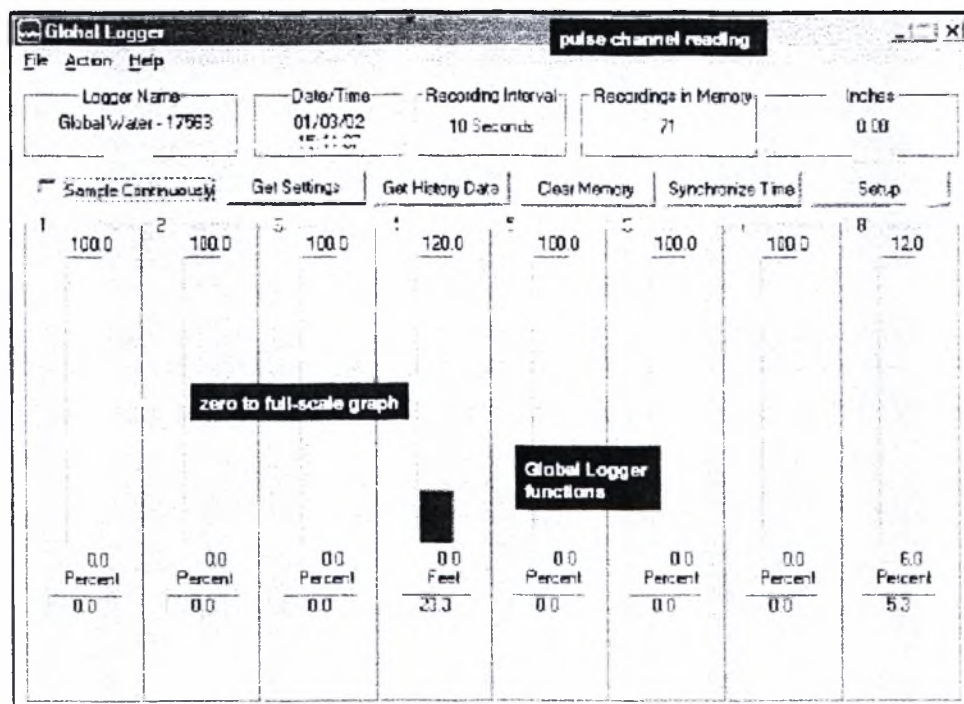 Global Logger
pulse channel reading
File Action Help
Logger Name Date/Time Recording Interval Recordings in Memory Inches
Global Water - 17563 01/03/02 10 Seconds 71 0.00
Sample Continuously Get Settings Get History Data Clear Memory Synchronize Time Setup
1 2 3 4 5 8
100.0 100.0 100.0 120.0 100.0 100.0 100.0 12.0
zero to full-scale graph
Global Logger
functions
0.0 0.0 0.0 0.0 0.0 0.0 0.0 6.0
Percent Percent Percent Feet Percent Percent Percent Percent
0.0 0.0 0.0 0.0 0.0 0.0